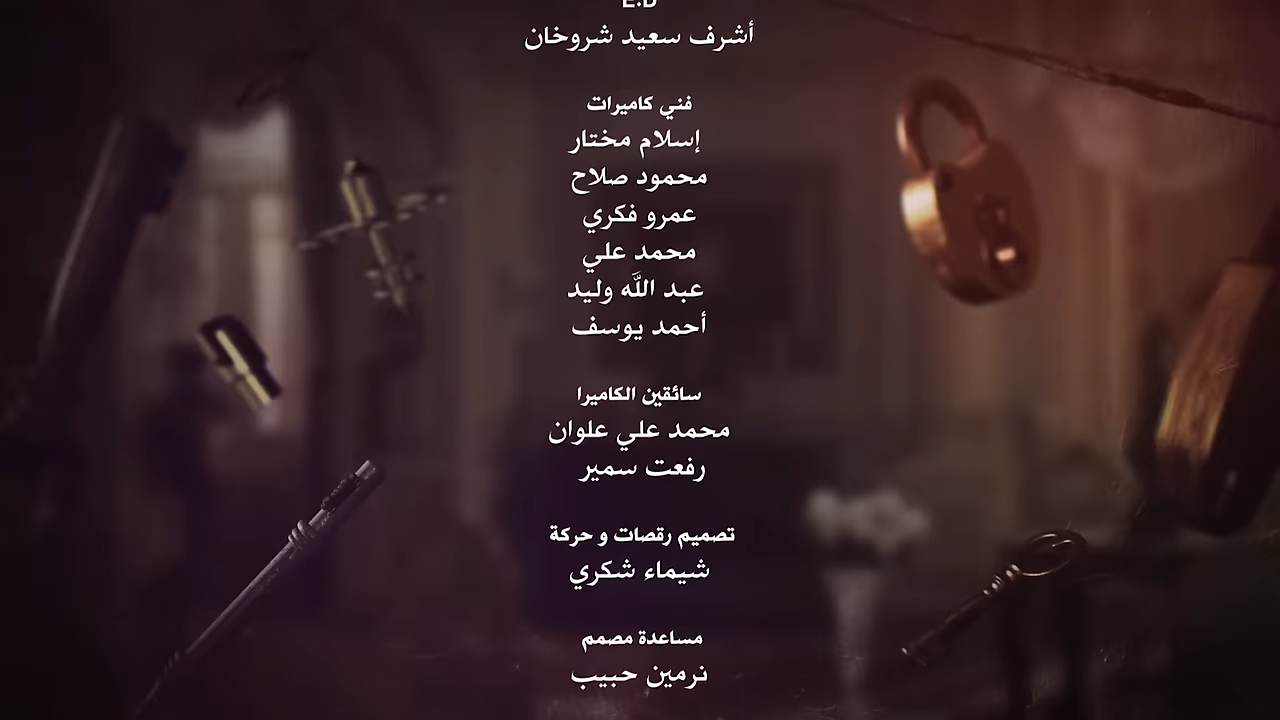 E.D
أشرف سعيد شروخان
فني كاميرات
إسلام مختار
محمود صلاح
عمرو فكري
محمد علي
عبد الله وليد
أحمد يوسف
سائقين الكاميرا
محمد علي علوان
رفعت سمير
تصميم رقصات و حركة
شيماء شكري
مساعدة مصمم
نرمين حبيب